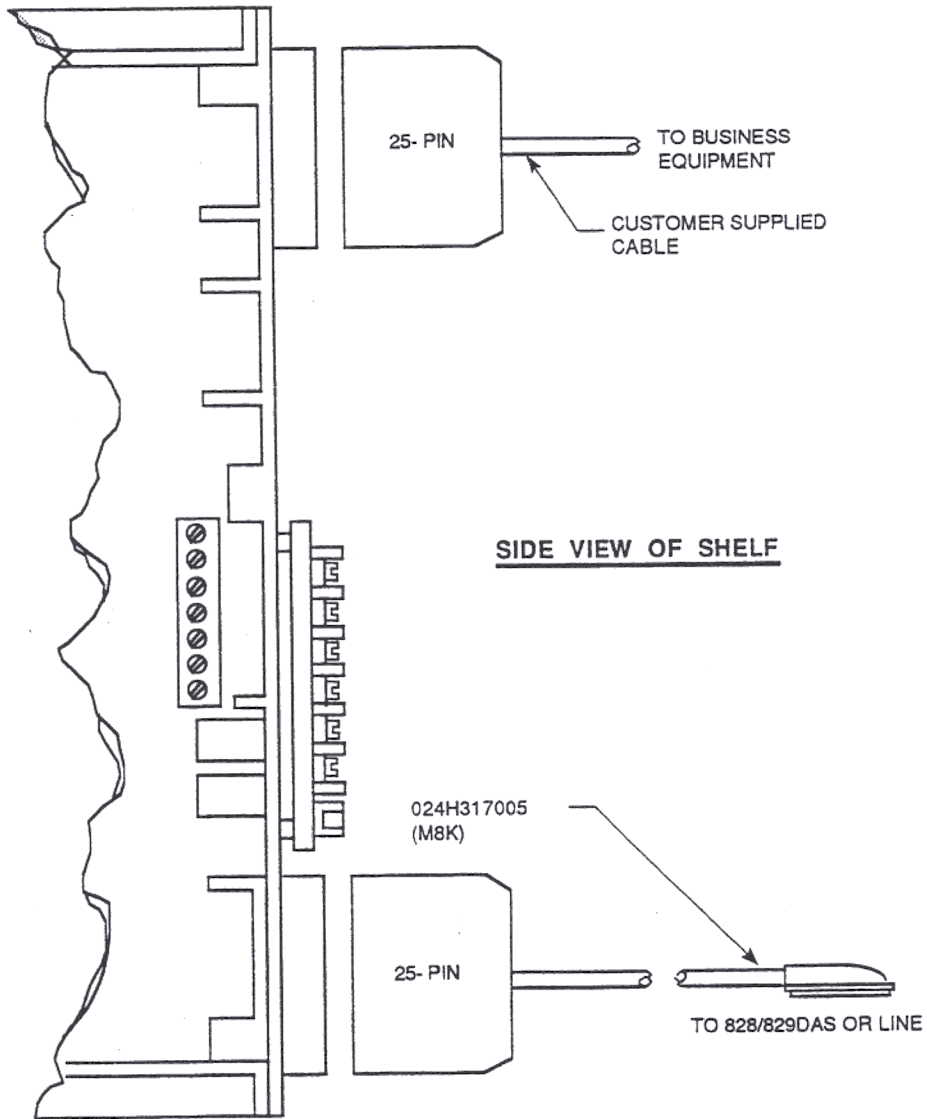 25- PIN
TO BUSINESS
EQUIPMENT
CUSTOMER SUPPLIED
CABLE
SIDE VIEW OF SHELF
024H317005
(M8K)
25- PIN
TO 828/829DAS OR LINE